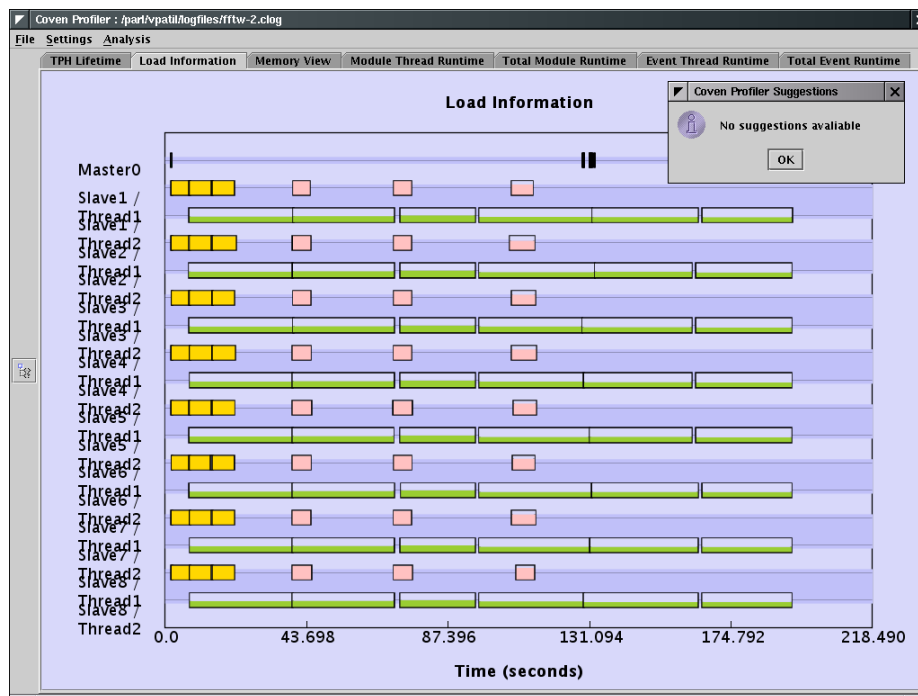 Coven Profiler : /parl/vpatil/logfiles/fftw-2.clog
File Settings Analysis
TPH Lifetime Load Information Memory View Module Thread Runtime Total Module Runtime Event Thread Runtime Total Event Runtime
Coven Profiler Suggestions
No suggestions avaliable
OK
Load Information
Master0
Slave1 /
Thread1
Slave1 /
Thread2
Slave2 /
Thread1
Slave2 /
Thread2
Slave3 /
Thread1
Slave3 /
Thread2
Slave4 /
Thread1
Slave4 /
Thread2
Slave5 /
Thread1
Slave5 /
Thread2
Slave6 /
Thread1
Slave6 /
Thread2
Slave7 /
Thread1
Slave7 /
Thread2
Slave8 /
Thread1
Slave8 /
Thread2
0.0 43.698 87.396 131.094 174.792 218.490
Time (seconds)